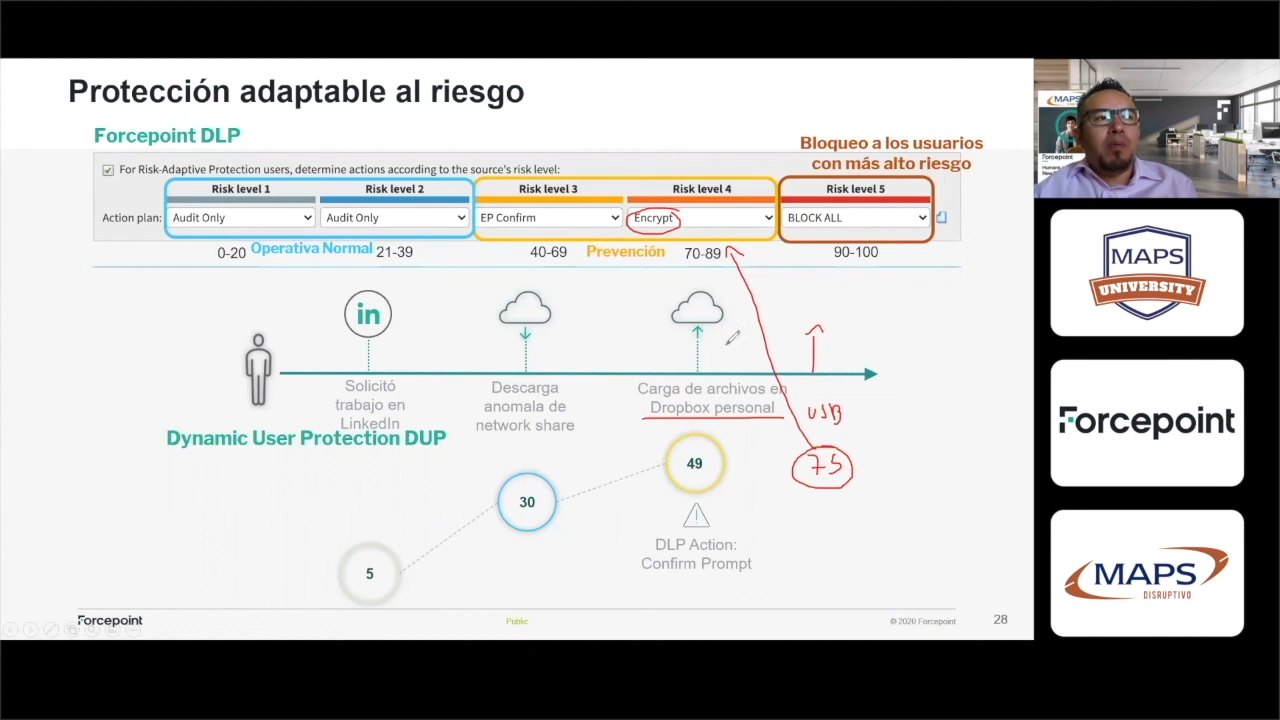 Protección adaptable al riesgo
Forcepoint DLP
Bloqueo a los usuarios
con más alto riesgo
For Risk-Adaptive Protection users, determine actions according to the source's risk level:
Risk level 1 Risk level 2 Risk level 3 Risk level 4 Risk level 5
Action plan: Audit Only Audit Only EP Confirm Encrypt BLOCK ALL
0-20 Operativa Normal 21-39 40-69 Prevención 70-89 90-100
in
Solicitó
trabajo en
LinkedIn
Descarga
anomala de
network share
Carga de archivos en
Dropbox personal
USB
75
Dynamic User Protection DUP
49
30
5
DLP Action:
Confirm Prompt
Forcepoint
Public
© 2020 Forcepoint
28
MAPS
Forcepoint
MAPS
UNIVERSITY
Forcepoint
MAPS
DISRUPTIVO